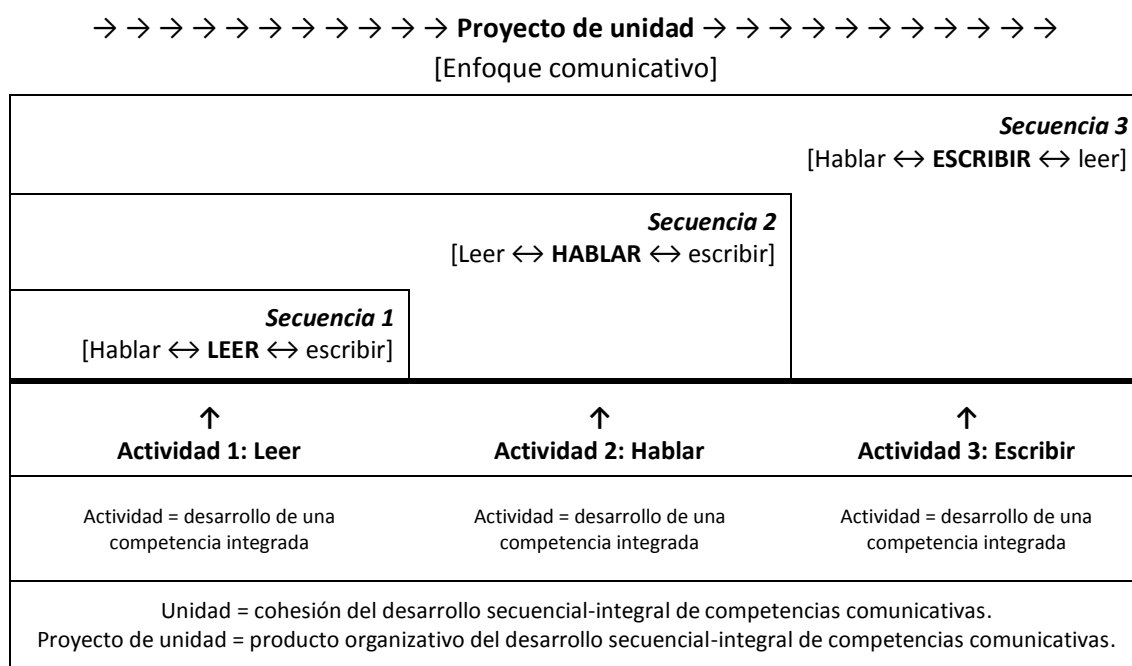 → → → → → → → → → → → Proyecto de unidad → → → → → → → → → → →
[Enfoque comunicativo]
Secuencia 3
[Hablar ↔ ESCRIBIR ↔ leer]
Secuencia 2
[Leer ↔ HABLAR ↔ escribir]
Secuencia 1
[Hablar ↔ LEER ↔ escribir]
↑ ↑ ↑
Actividad 1: Leer Actividad 2: Hablar Actividad 3: Escribir
Actividad = desarrollo de una Actividad = desarrollo de una Actividad = desarrollo de una
competencia integrada competencia integrada competencia integrada
Unidad = cohesión del desarrollo secuencial-integral de competencias comunicativas.
Proyecto de unidad = producto organizativo del desarrollo secuencial-integral de competencias comunicativas.